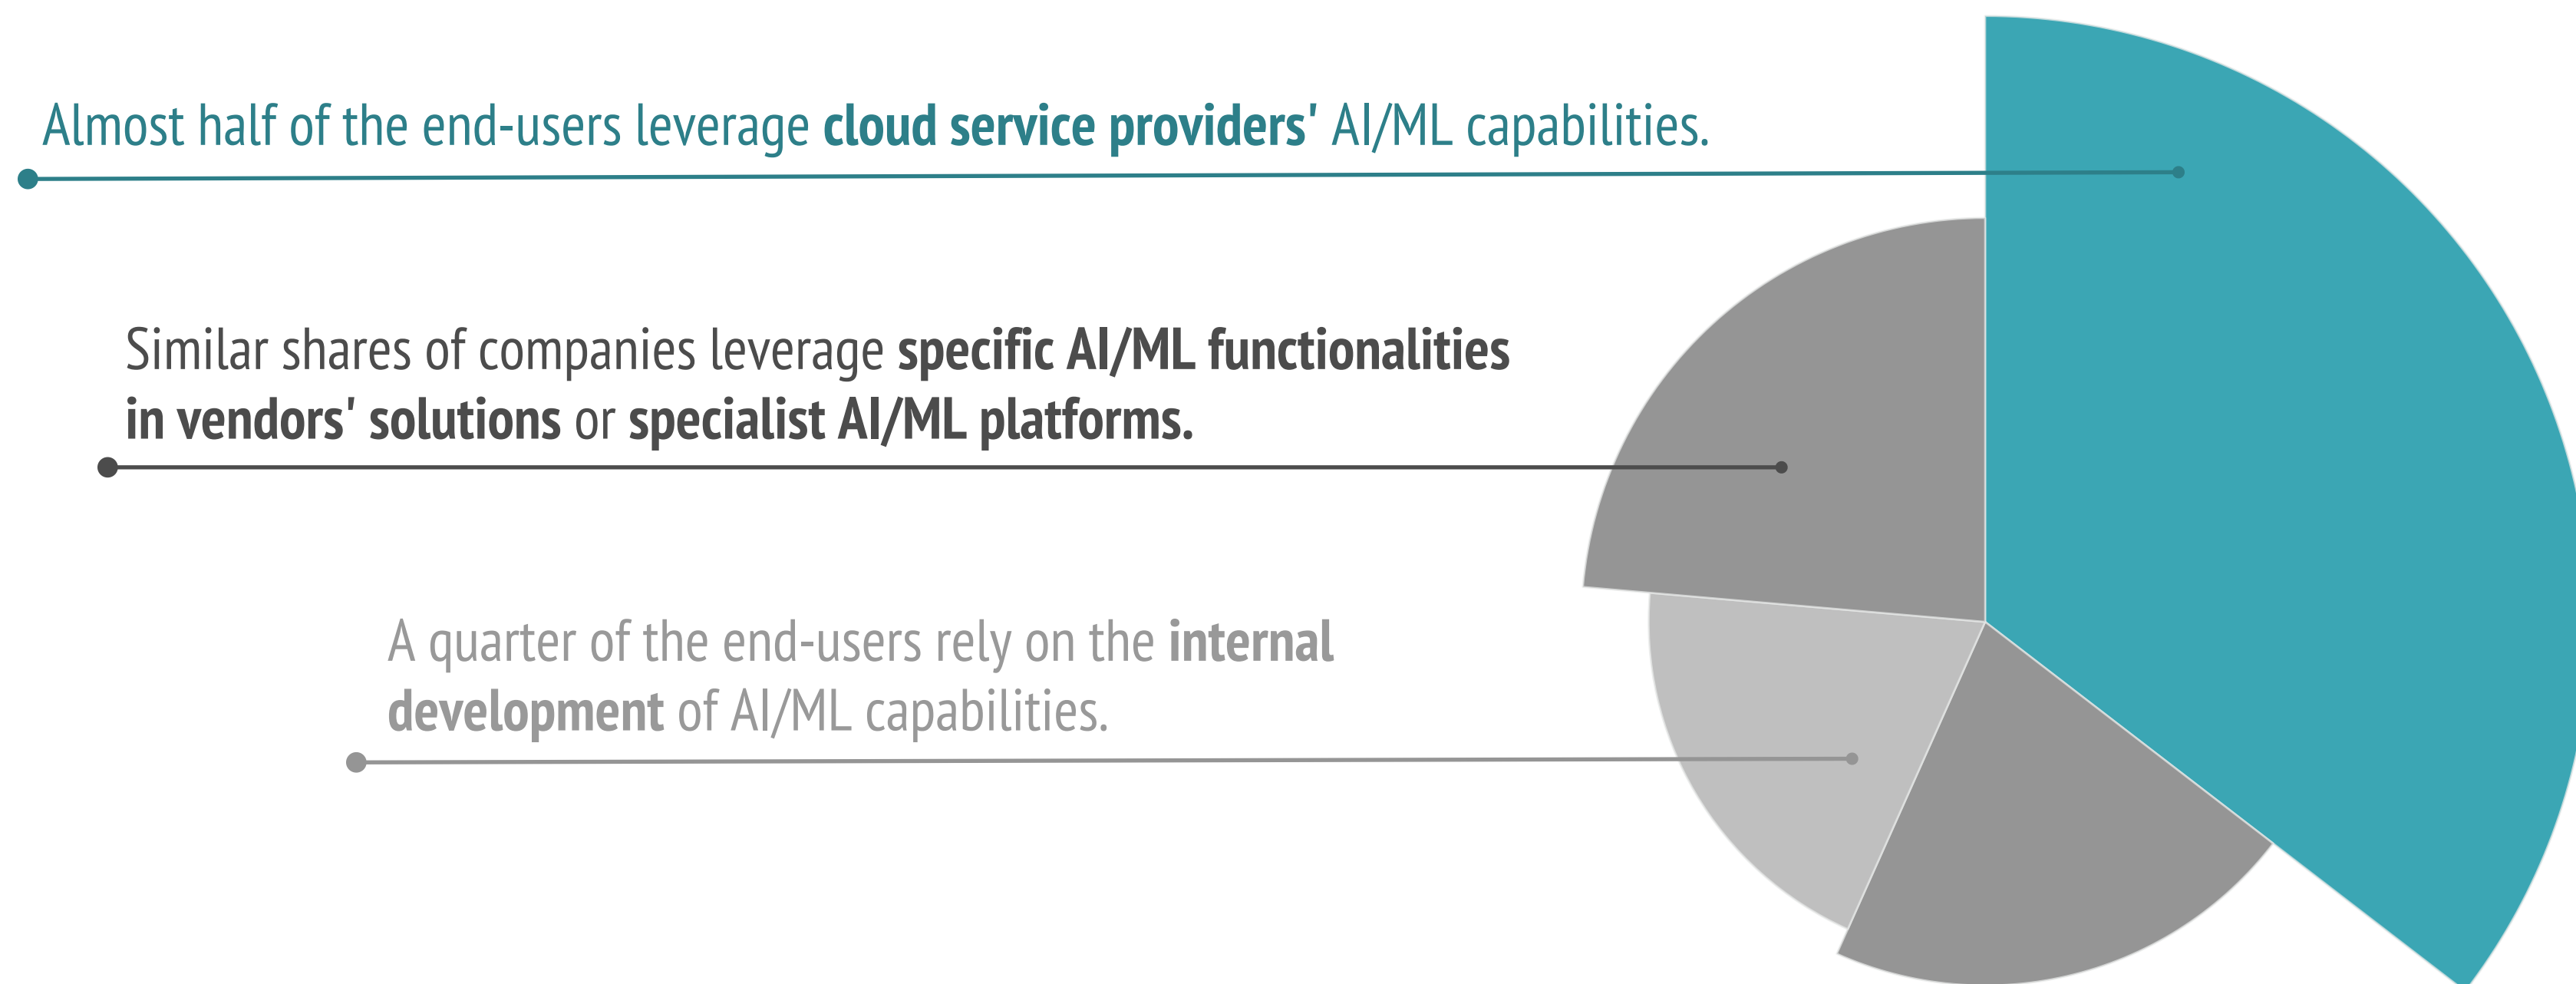 Almost half of the end-users leverage cloud service providers' AI/ML capabilities.
Similar shares of companies leverage specific AI/ML functionalities
in vendors' solutions or specialist AI/ML platforms.
A quarter of the end-users rely on the internal
development of AI/ML capabilities.